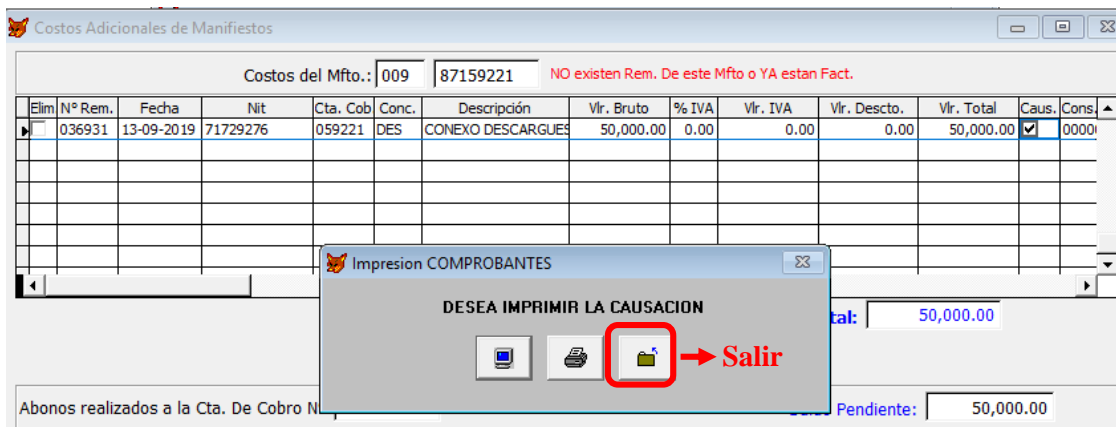 Costos Adicionales de Manifiestos
Costos del Mfto.: 009 87159221 NO existen Rem. De este Mfto o YA estan Fact.
Elim Nº Rem. Fecha Nit Cta. Cob Conc. Descripción Vlr. Bruto % IVA Vlr. IVA Vlr. Descto. Vlr. Total Caus. Cons.
036931 13-09-2019 71729276 059221 DES CONEXO DESCARGUES 50,000.00 0.00 0.00 0.00 50,000.00 0000
Impresion COMPROBANTES
DESEA IMPRIMIR LA CAUSACION
tal: 50,000.00
Salir
Abonos realizados a la Cta. De Cobro N Pendiente: 50,000.00